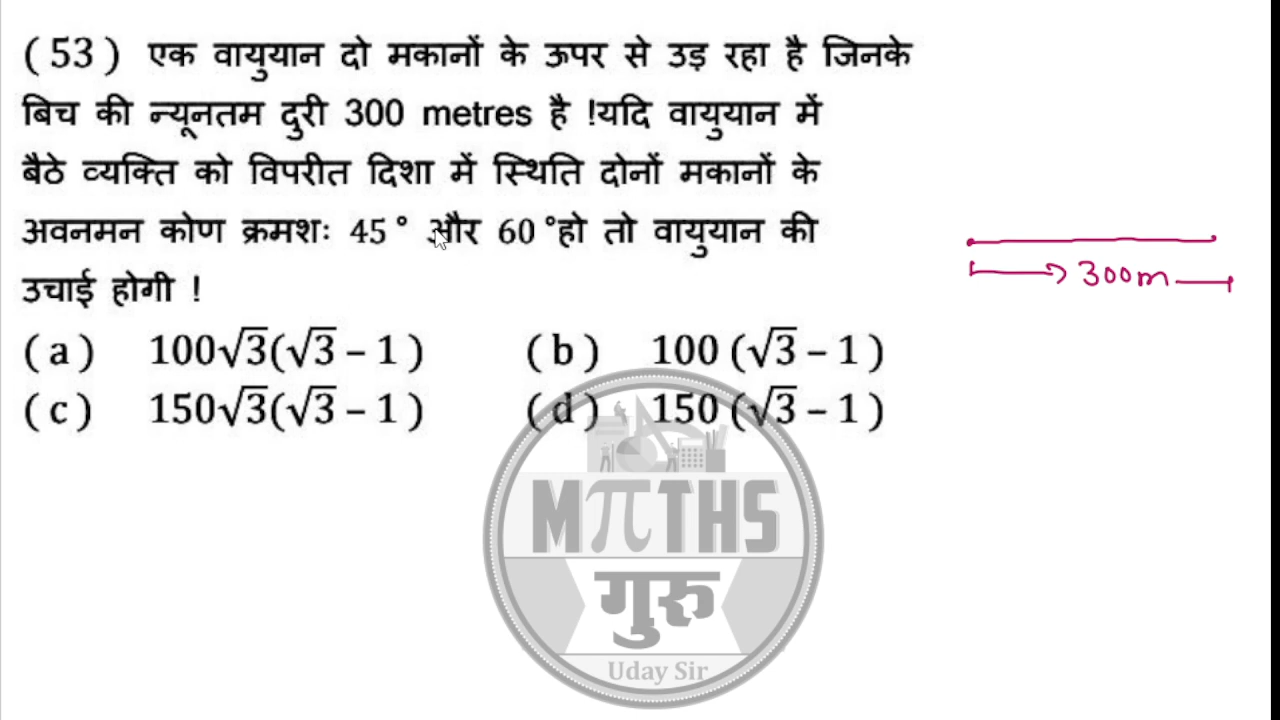 (53) एक वायुयान दो मकानों के ऊपर से उड़ रहा है जिनके
बिच की न्यूनतम दुरी 300 metres है !यदि वायुयान में
बैठे व्यक्ति को विपरीत दिशा में स्थिति दोनों मकानों के
अवनमन कोण क्रमशः 45° और 60°हो तो वायुयान की
उचाई होगी !
300m
(a) 100√3(√3 – 1) (b) 100 (√3 – 1)
(c) 150√3(√3 – 1) (d) 150 (√3 – 1)
MπTHS
गुरु
Uday Sir